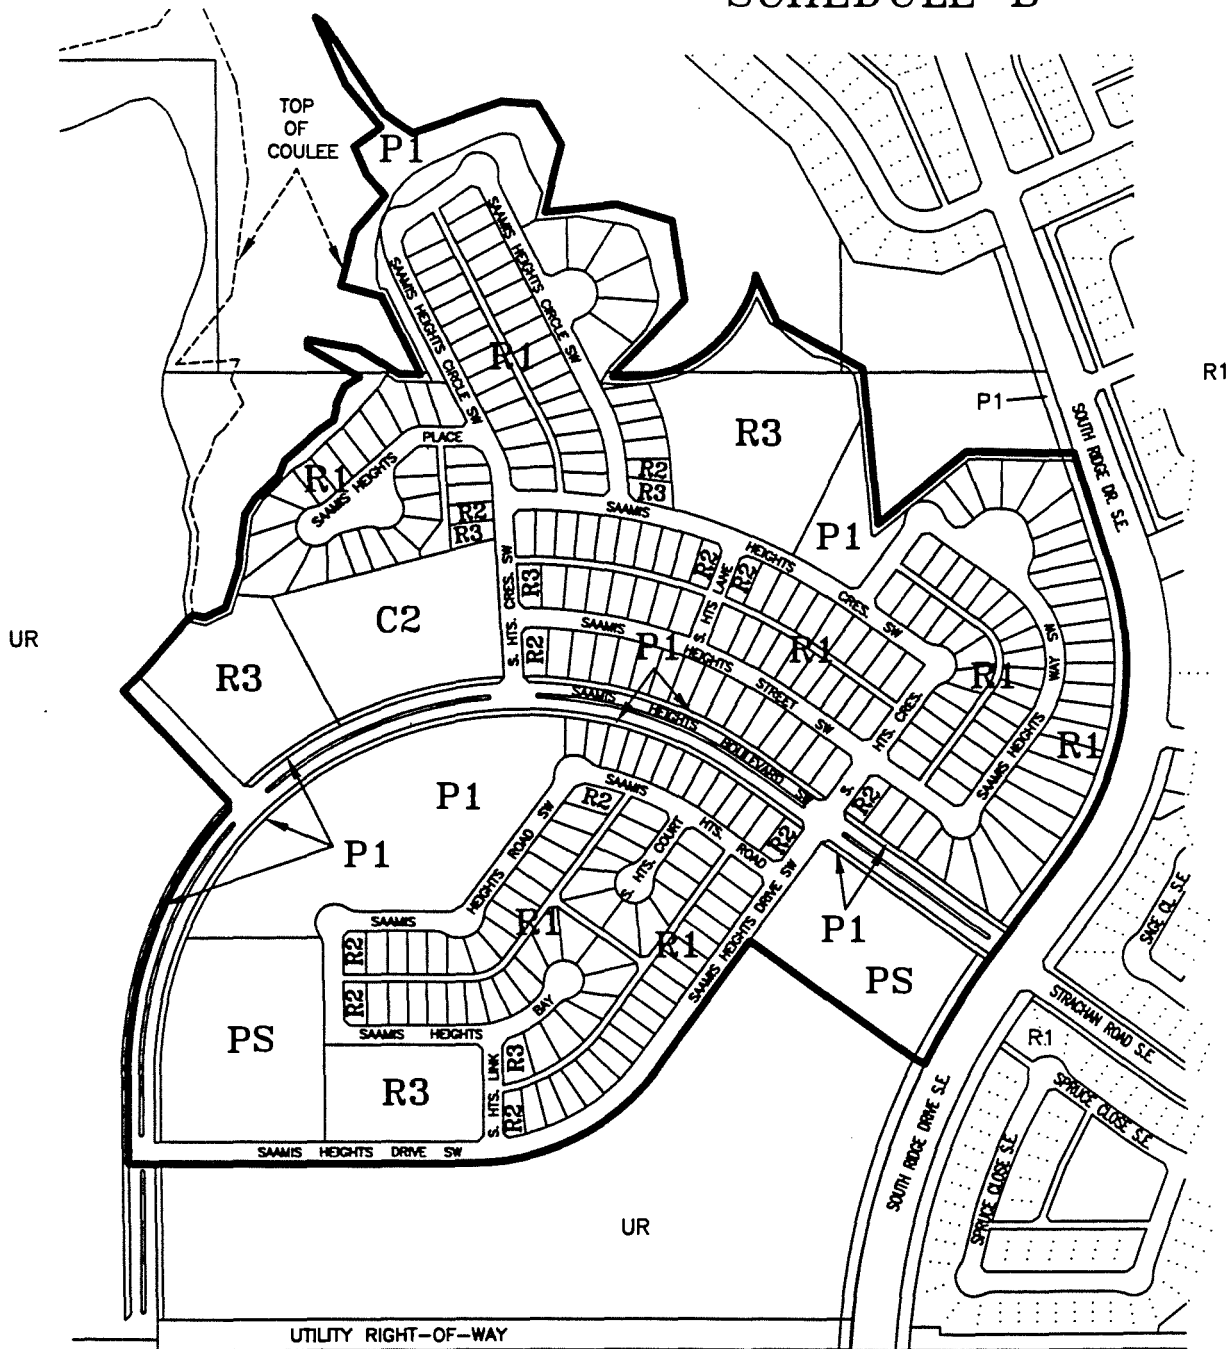 SCHEDULE "B"
TOP
OF
COULEE
P1
SAAMIS HEIGHTS CIRCLE SW
SAAMIS HEIGHTS CIRCLE SW
R1
R1
P1
SOUTH RIDGE DR. S.E.
R3
PLACE
R1
SAAMIS HEIGHTS
R2
R3
R2
R3
SAAMIS
HEIGHTS
CRES. SW
P1
R2
R2
S. HTS LANE
S. HTS. CRES. SW
R3
R2
C2
SAAMIS
HEIGHTS
STREET
SW
P1
R1
R1
WAY SW
SAAMIS HEIGHTS
R1
UR
R3
SAAMIS
HEIGHTS
BOULEVARD
SW
S. HTS. CRES.
R2
P1
P1
SAAMIS
HTS.
ROAD
R2
R2
HEIGHTS ROAD SW
S. HTS. COURT
SAAMIS
R1
R1
SAAMIS HEIGHTS DRIVE SW
P1
PS
SAGE CL. S.E.
R2
R2
SAAMIS HEIGHTS
BAY
PS
R3
S. HTS. LINK
R3
R2
SAAMIS HEIGHTS DRIVE SW
STRACHAN ROAD S.E.
R1
SPRUCE CLOSE S.E.
SPRUCE CLOSE S.E.
SOUTH RIDGE DRIVE S.E.
UR
UTILITY RIGHT-OF-WAY